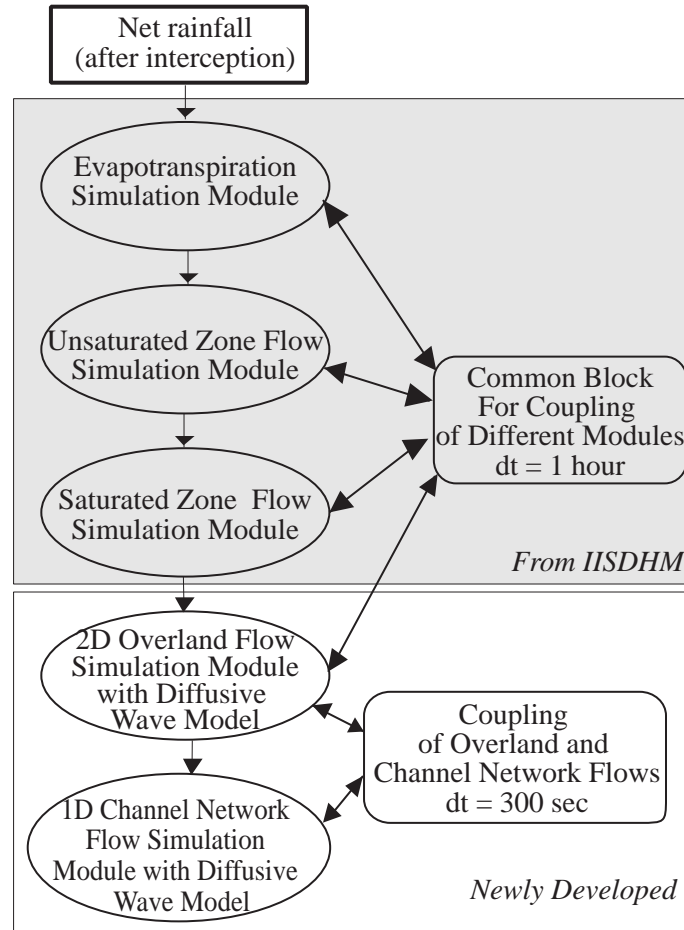 Net rainfall
(after interception)
Evapotranspiration
Simulation Module
Unsaturated Zone Flow
Simulation Module
Common Block
For Coupling
of Different Modules
dt = 1 hour
Saturated Zone Flow
Simulation Module
From IISDHM
2D Overland Flow
Simulation Module
with Diffusive
Wave Model
Coupling
of Overland and
Channel Network Flows
dt = 300 sec
1D Channel Network
Flow Simulation
Module with Diffusive
Wave Model
Newly Developed